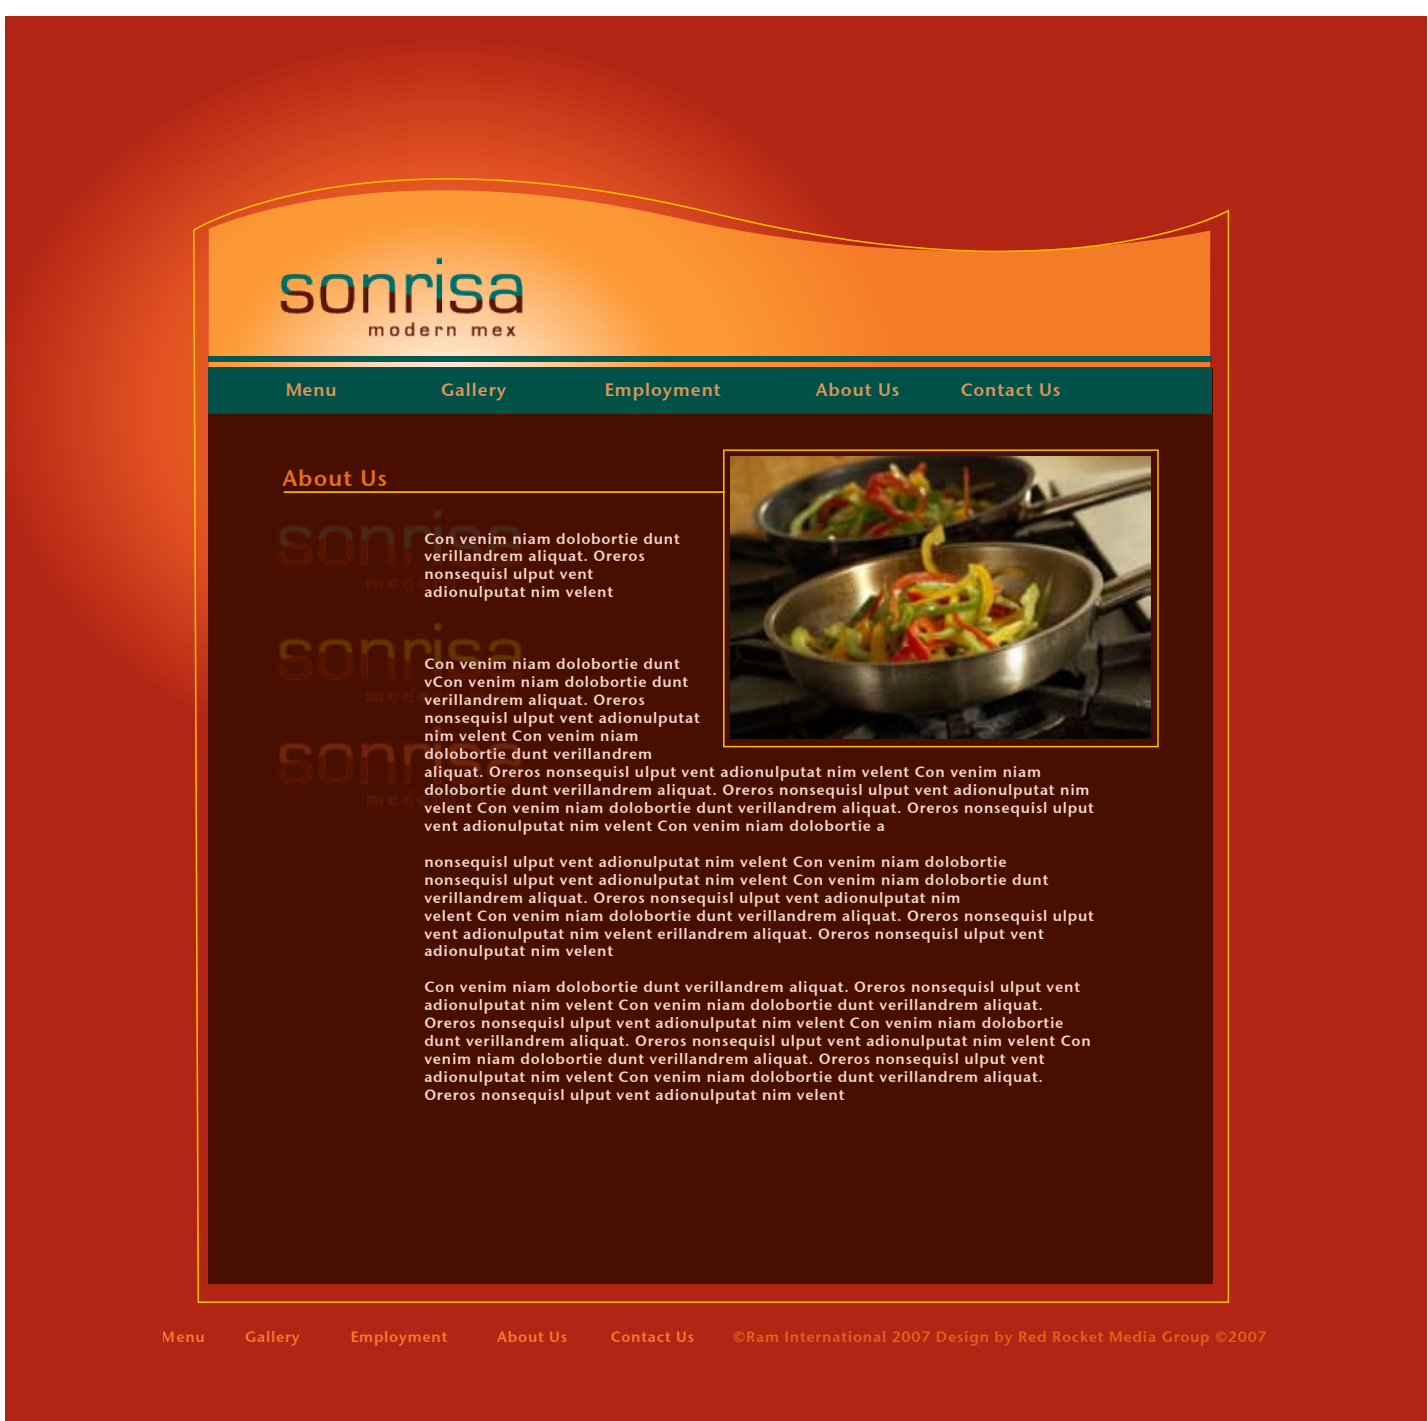 sonrisa
modern mex
Menu Gallery Employment About Us Contact Us
About Us
sonrisa
Con venim niam dolobortie dunt
verillandrem aliquat. Oreros
nonsequisl ulput vent
adionulputat nim velent
sonrisa
Con venim niam dolobortie dunt
vCon venim niam dolobortie dunt
verillandrem aliquat. Oreros
nonsequisl ulput vent adionulputat
nim velent Con venim niam
sonrisa
dolobortie dunt verillandrem
aliquat. Oreros nonsequisl ulput vent adionulputat nim velent Con venim niam
dolobortie dunt verillandrem aliquat. Oreros nonsequisl ulput vent adionulputat nim
velent Con venim niam dolobortie dunt verillandrem aliquat. Oreros nonsequisl ulput
vent adionulputat nim velent Con venim niam dolobortie a
nonsequisl ulput vent adionulputat nim velent Con venim niam dolobortie
nonsequisl ulput vent adionulputat nim velent Con venim niam dolobortie dunt
verillandrem aliquat. Oreros nonsequisl ulput vent adionulputat nim
velent Con venim niam dolobortie dunt verillandrem aliquat. Oreros nonsequisl ulput
vent adionulputat nim velent erillandrem aliquat. Oreros nonsequisl ulput vent
adionulputat nim velent
Con venim niam dolobortie dunt verillandrem aliquat. Oreros nonsequisl ulput vent
adionulputat nim velent Con venim niam dolobortie dunt verillandrem aliquat.
Oreros nonsequisl ulput vent adionulputat nim velent Con venim niam dolobortie
dunt verillandrem aliquat. Oreros nonsequisl ulput vent adionulputat nim velent Con
venim niam dolobortie dunt verillandrem aliquat. Oreros nonsequisl ulput vent
adionulputat nim velent Con venim niam dolobortie dunt verillandrem aliquat.
Oreros nonsequisl ulput vent adionulputat nim velent
Menu Gallery Employment About Us Contact Us ©Ram International 2007 Design by Red Rocket Media Group ©2007